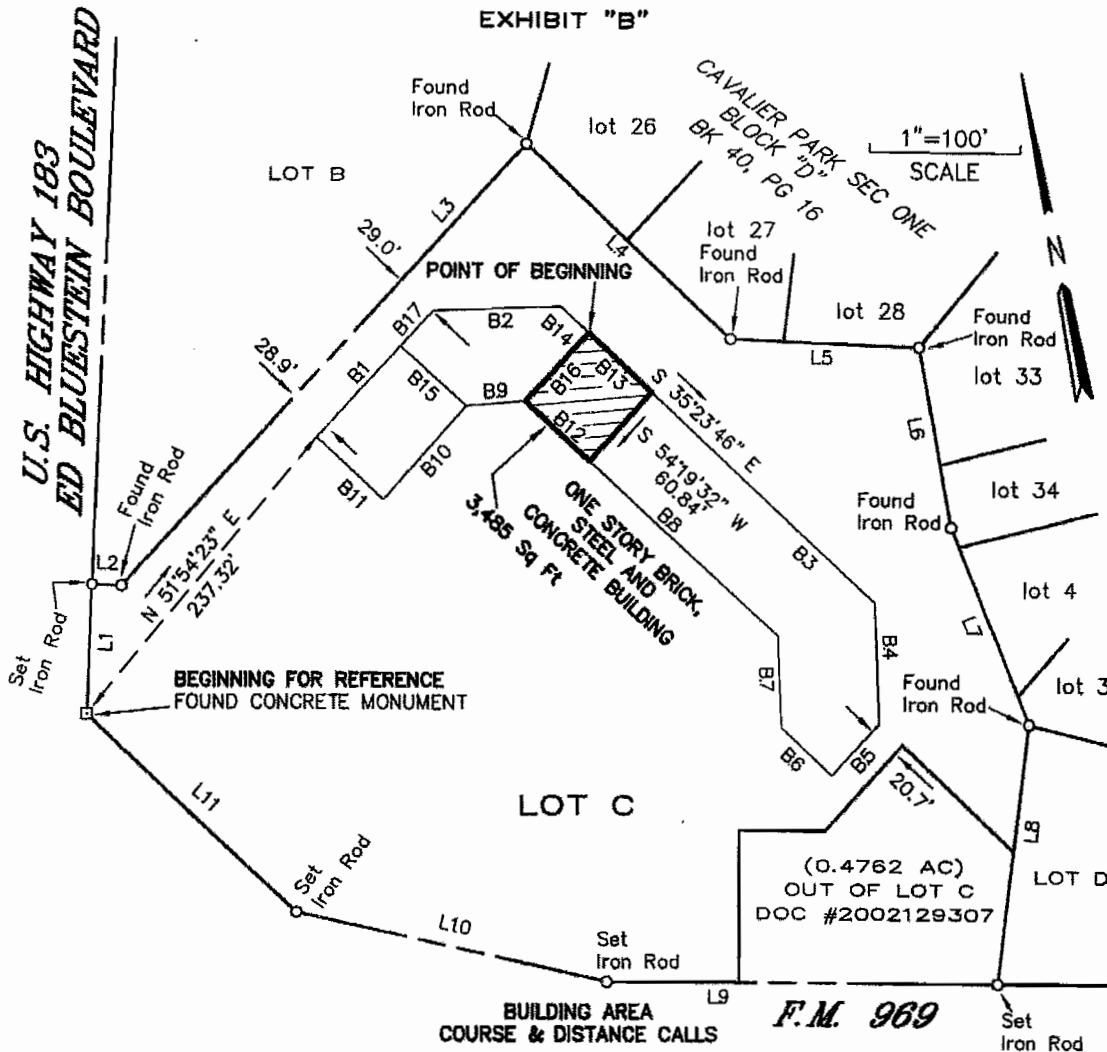 EXHIBIT "B"
U.S. HIGHWAY 183
ED BLUESTEIN BOULEVARD
Found
Iron Rod
lot 26
CAVALIER PARK SEC ONE
BLOCK "D"
BK 40, PG 16
1"=100'
SCALE
N
LOT B
L3
29.0'
L4
lot 27
Found
Iron Rod
POINT OF BEGINNING
lot 28
L5
Found
Iron Rod
lot 33
B17
B2
B14
28.9'
B1
B15
B9
B16
B13
S 35°23'46" E
L6
B12
B10
B11
S 54°19'32" W
60.84'
lot 34
Found
Iron Rod
3,485 Sq Ft
ONE STORY BRICK,
STEEL AND
CONCRETE BUILDING
B8
B3
Found
Iron Rod
L2
N 51°54'23" E
237.32'
lot 4
L7
Set
Iron Rod
L1
B4
B7
BEGINNING FOR REFERENCE
FOUND CONCRETE MONUMENT
Found
Iron Rod
lot 3
B6
B5
L11
LOT C
20.7'
L8
(0.4762 AC)
OUT OF LOT C
DOC #2002129307
LOT D
Set
Iron Rod
L10
Set
Iron Rod
L9
F.M. 969
BUILDING AREA
COURSE & DISTANCE CALLS
Set
Iron Rod